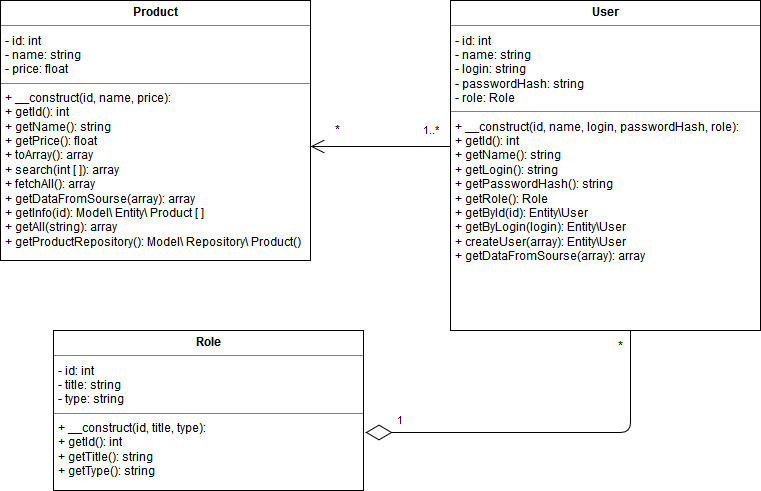 Product
- id: int
- name: string
- price: float
+ __construct(id, name, price):
+ getId(): int
+ getName(): string
+ getPrice(): float
+ toArray(): array
+ search(int [ ]): array
+ fetchAll(): array
+ getDataFromSourse(array): array
+ getInfo(id): Model\ Entity\ Product [ ]
+ getAll(string): array
+ getProductRepository(): Model\ Repository\ Product()
*
1..*
User
- id: int
- name: string
- login: string
- passwordHash: string
- role: Role
+ __construct(id, name, login, passwordHash, role):
+ getId(): int
+ getName(): string
+ getLogin(): string
+ getPasswordHash(): string
+ getRole(): Role
+ getById(id): Entity\User
+ getByLogin(login): Entity\User
+ createUser(array): Entity\User
+ getDataFromSourse(array): array
*
1
Role
- id: int
- title: string
- type: string
+ __construct(id, title, type):
+ getId(): int
+ getTitle(): string
+ getType(): string